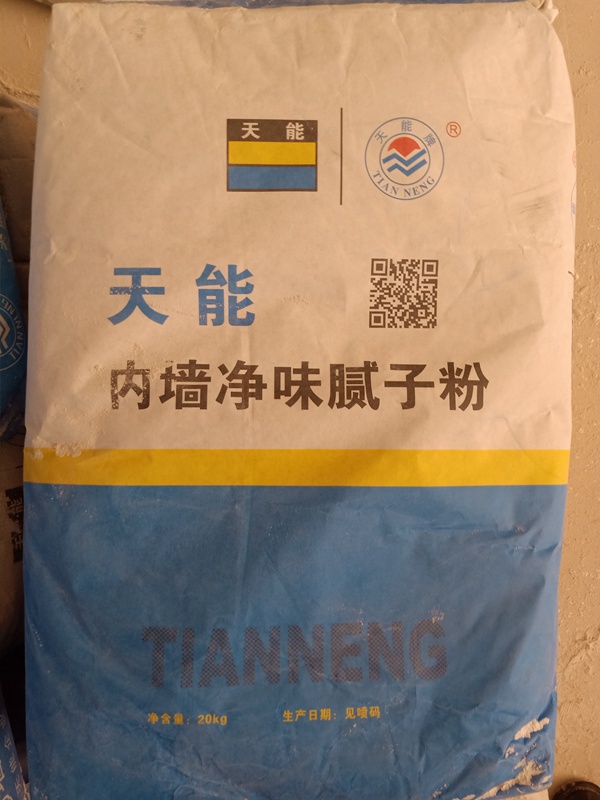 天能
天能牌
®
TIAN NENG
天能
内墙净味腻子粉
TIANNENG
净含量：20kg
生产日期：见喷码